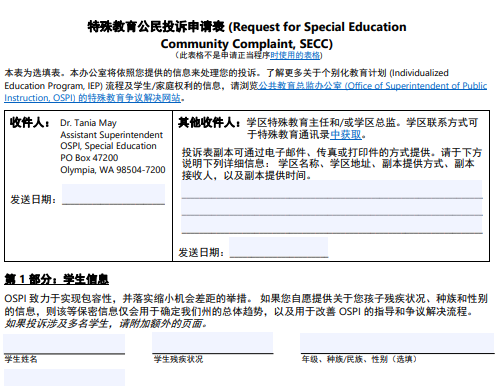 特殊教育公民投诉申请表 (Request for Special Education
Community Complaint, SECC)
(此表格不是申请正当程序时使用的表格)
本表为选填表。本办公室将依照您提供的信息来处理您的投诉。了解更多关于个别化教育计划 (Individualized
Education Program, IEP) 流程及学生/家庭权利的信息，请浏览公共教育总监办公室 (Office of Superintendent of Public
Instruction, OSPI) 的特殊教育争议解决网站。
收件人： Dr. Tania May
Assistant Superintendent
OSPI, Special Education
PO Box 47200
Olympia, WA 98504-7200
发送日期：
其他收件人：学区特殊教育主任和/或学区总监。学区联系方式可
于特殊教育通讯录中获取。
投诉表副本可通过电子邮件、传真或打印件的方式提供。请于下方
说明下列详细信息： 学区名称、学区地址、副本提供方式、副本
接收人，以及副本提供时间。
发送日期：
第 1 部分：学生信息
OSPI 致力于实现包容性，并落实缩小机会差距的举措。 如果您自愿提供关于您孩子残疾状况、种族和性别
的信息，则该等保密信息仅会用于确定我们州的总体趋势，以及用于改善 OSPI 的指导和争议解决流程。
如果投诉涉及多名学生，请附加额外的页面。
学生姓名 学生残疾状况 年级、种族/民族、性别（选填）